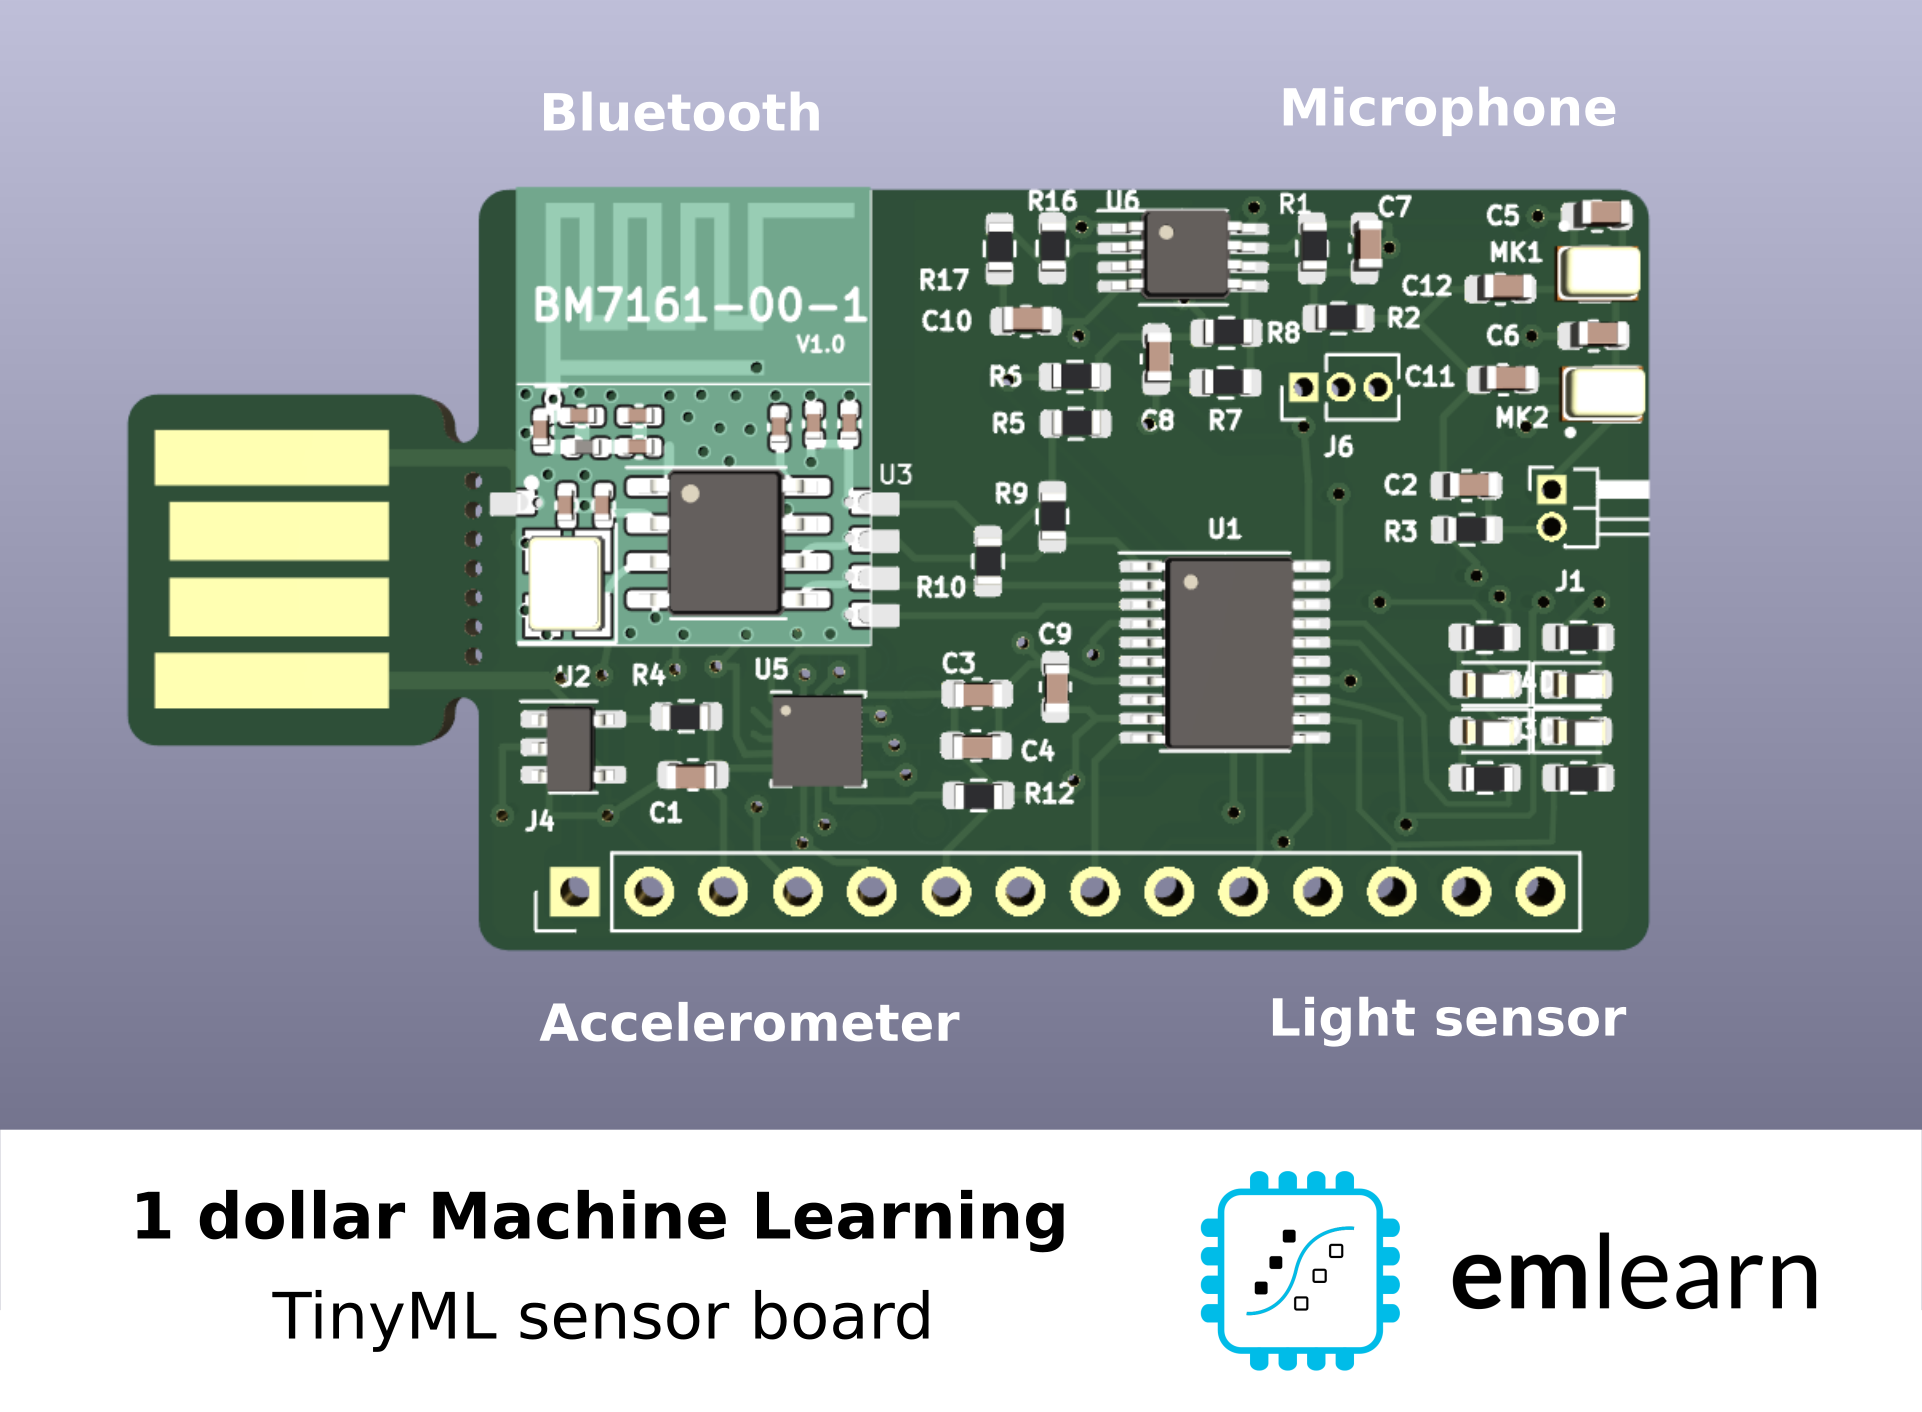 Bluetooth
Microphone
R16
U6
R1
C7
C5
MK1
R17
C12
BM7161-00-1
C10
R8
R2
C6
V1.0
R6
C11
R5
C8
R7
MK2
J6
U3
C2
R9
U1
R3
R10
J1
C9
C3
U2
R4
U5
C4
R12
C1
J4
Accelerometer
Light sensor
1 dollar Machine Learning
TinyML sensor board
emlearn